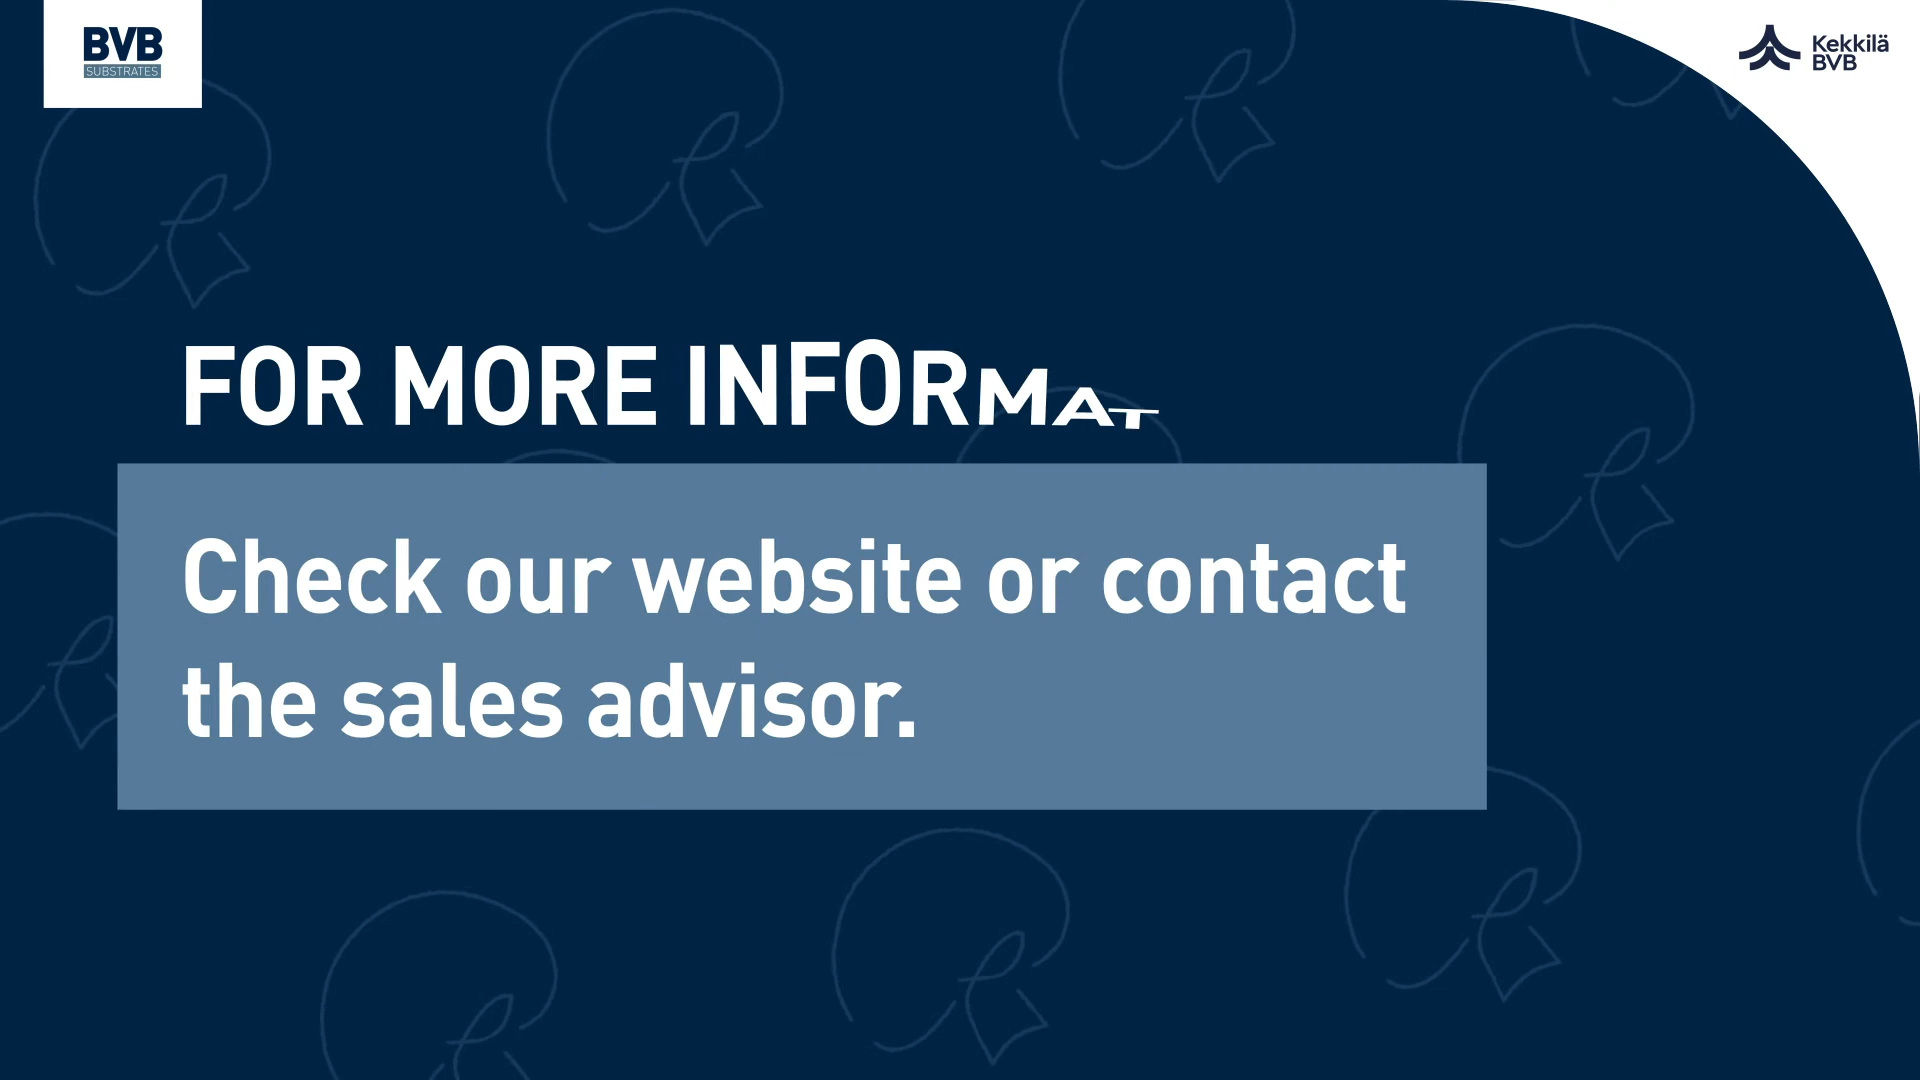 BVB
SUBSTRATES
Kekkilä
BVB
FOR MORE INFORMAT
Check our website or contact
the sales advisor.